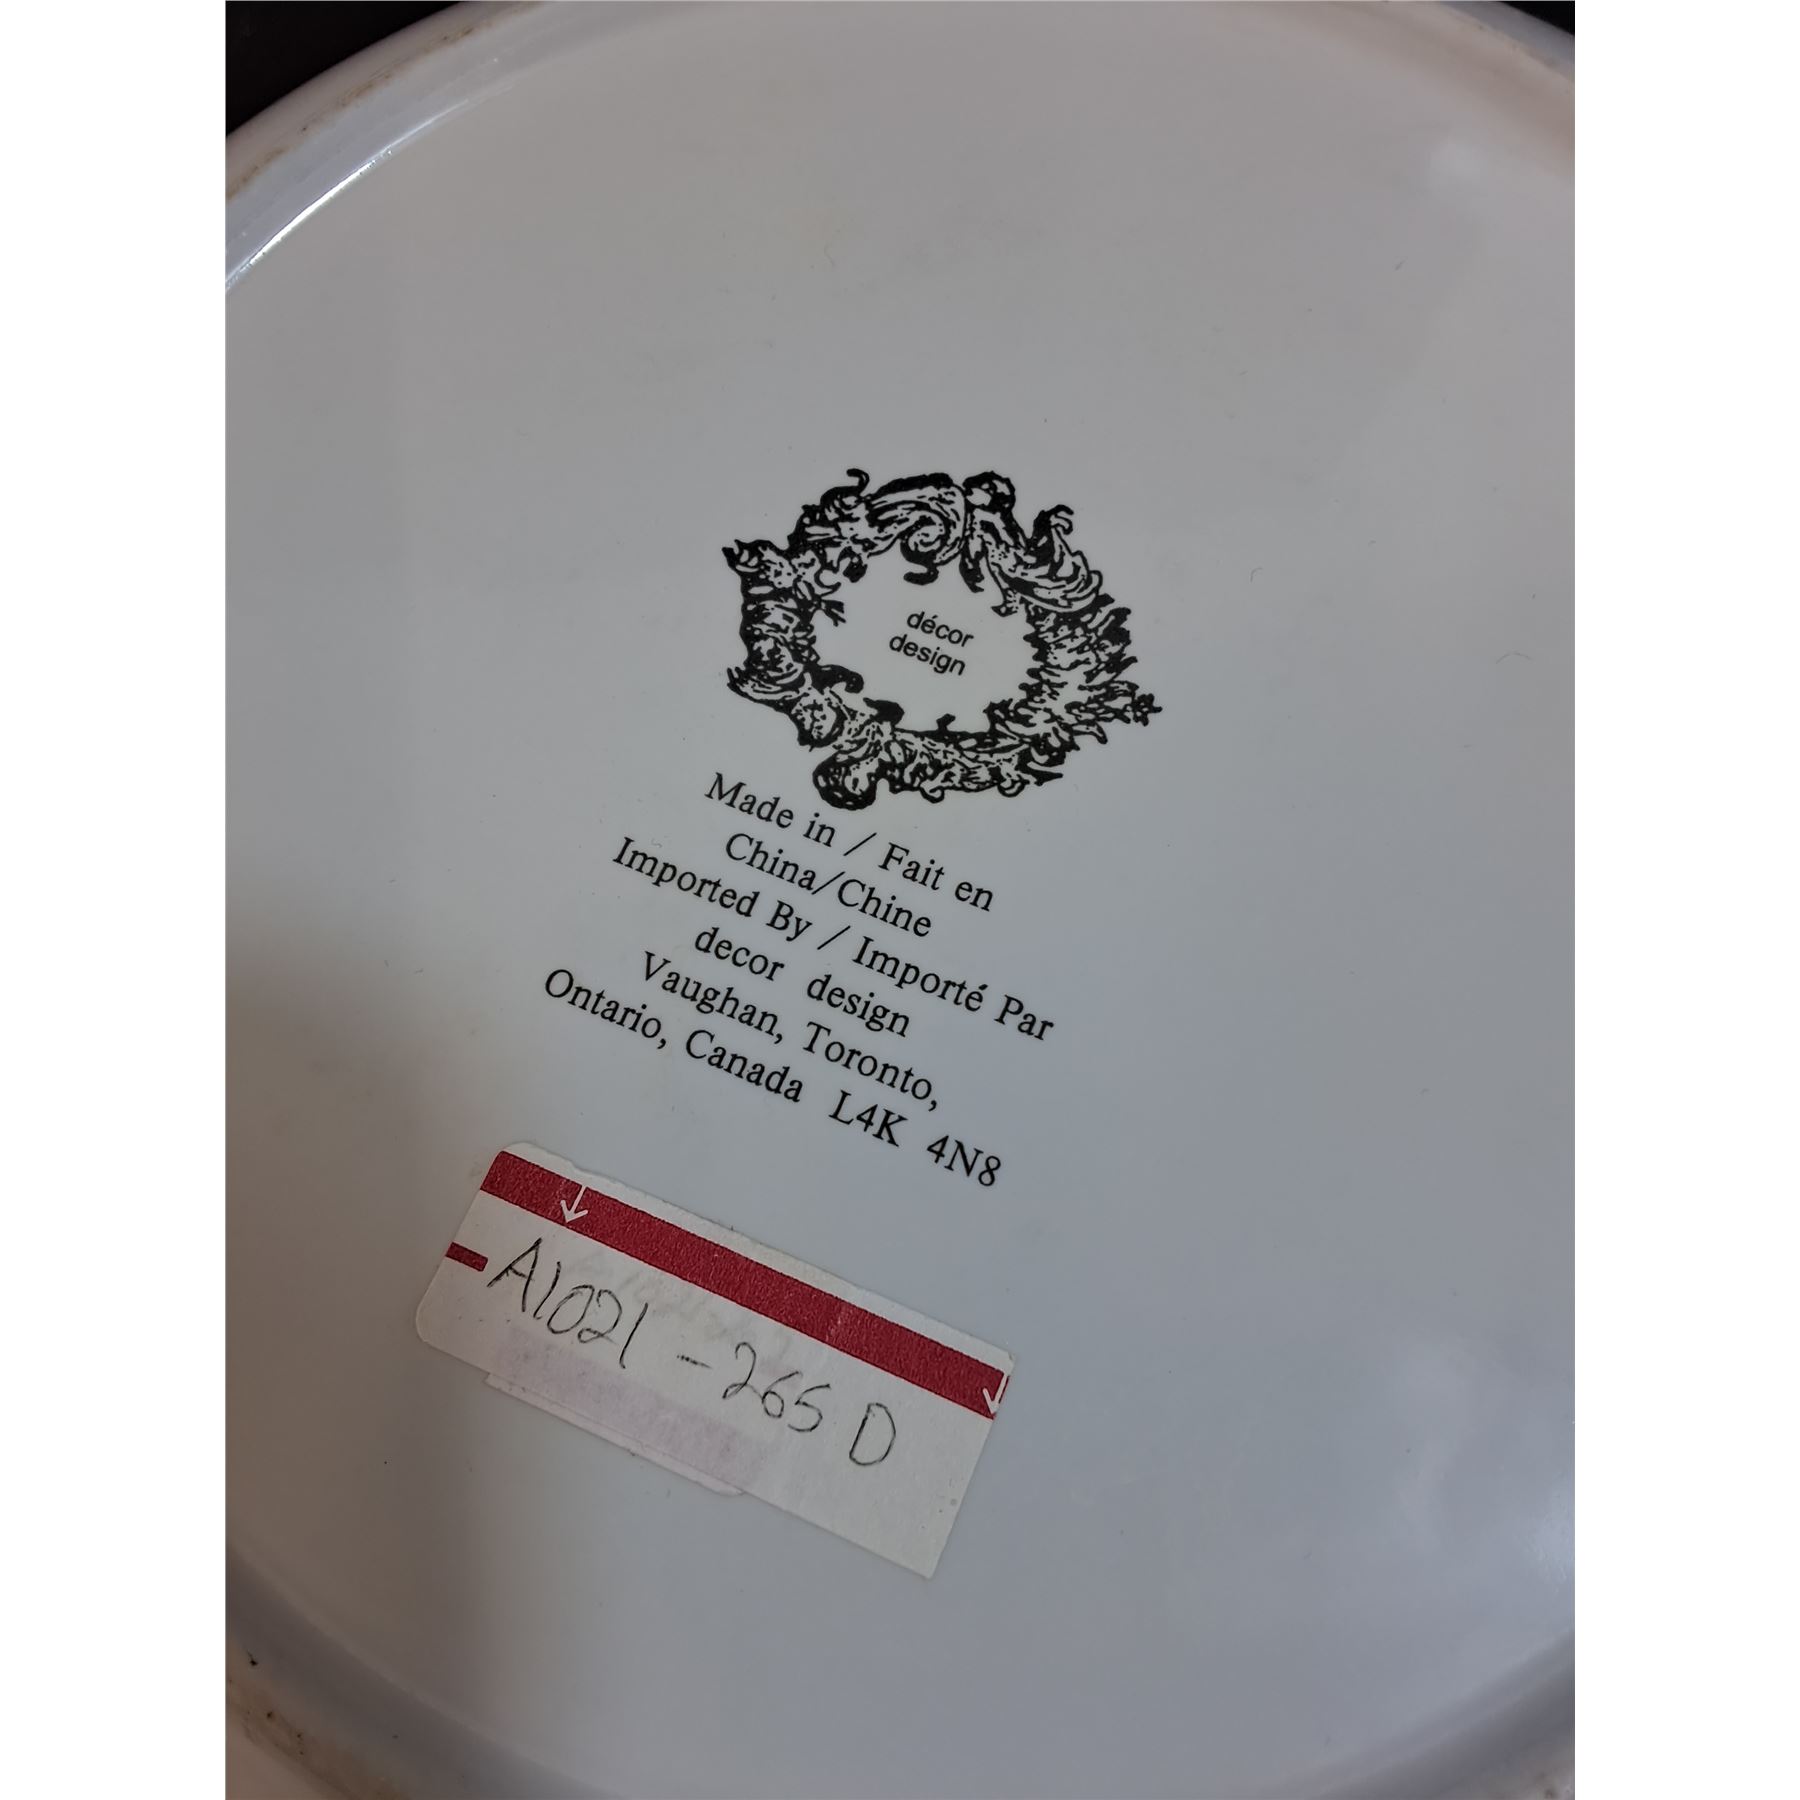 décor
design
Made in / Fait en
China/Chine
Imported By / Importé Par
decor design
Vaughan, Toronto,
Ontario, Canada L4K 4N8
A1021 - 265 D